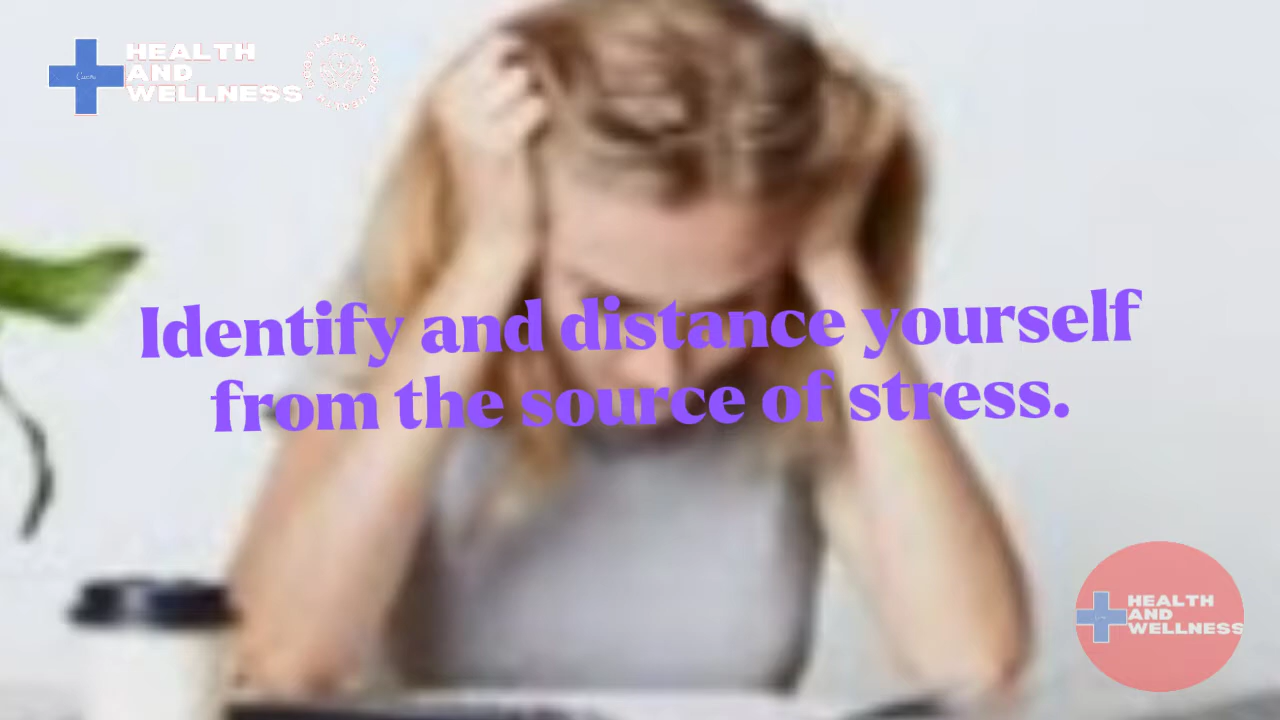 HEALTH
AND
WELLNESS
Identify and distance yourself
from the source of stress.
HEALTH
AND
WELLNESS